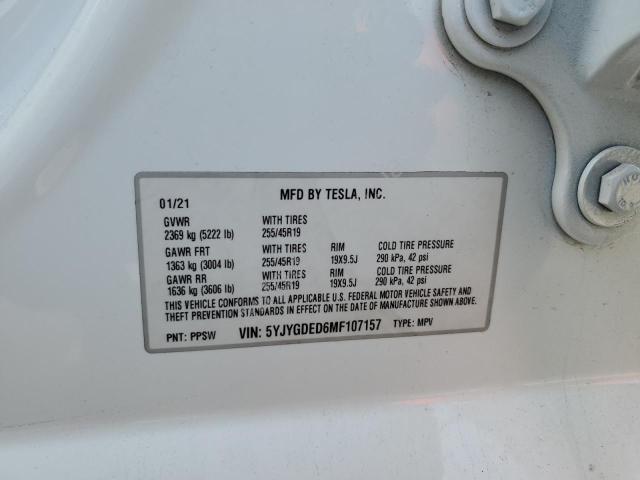 01/21 MFD BY TESLA, INC.
GVWR WITH TIRES
2369 kg (5222 lb) 255/45R19
GAWR FRT WITH TIRES RIM COLD TIRE PRESSURE
1363 kg (3004 lb) 255/45R19 19X9.5J 290 kPa, 42 psi
GAWR RR WITH TIRES RIM COLD TIRE PRESSURE
1636 kg (3606 lb) 255/45R19 19X9.5J 290 kPa, 42 psi
THIS VEHICLE CONFORMS TO ALL APPLICABLE U.S. FEDERAL MOTOR VEHICLE SAFETY AND
THEFT PREVENTION STANDARDS IN EFFECT ON THE DATE OF MANUFACTURE SHOWN ABOVE.
PNT: PPSW VIN: 5YJYGDED6MF107157 TYPE: MPV